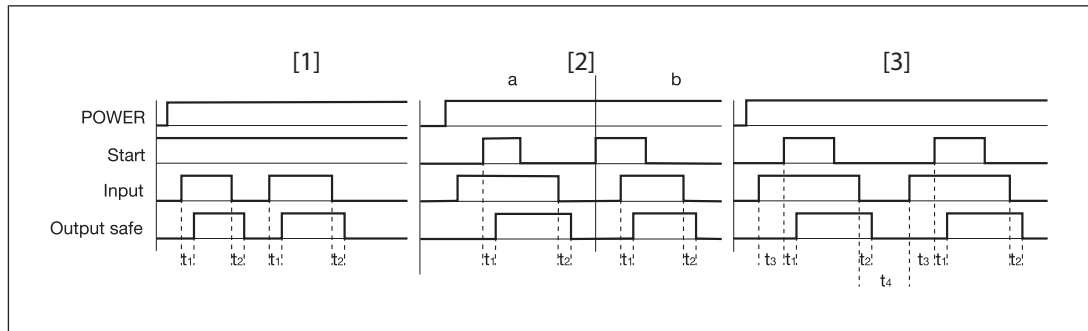 [1] [2] [3]
a b
POWER
Start
Input
Output safe
t1 t2 t1 t2 t1 t2 t1 t2 t3 t1 t2 t3 t1 t2
t4